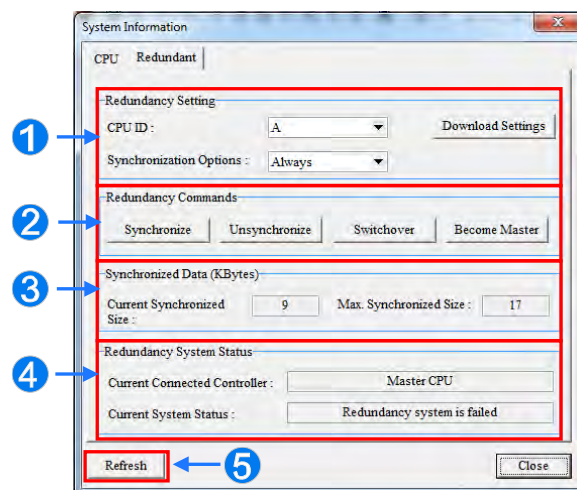 System Information
CPU Redundant
Redundancy Setting
1 CPU ID : A Download Settings
Synchronization Options : Always
Redundancy Commands
2 Synchronize Unsynchronize Switchover Become Master
Synchronized Data (KBytes)
3 Current Synchronized Size : 9 Max. Synchronized Size : 17
Redundancy System Status
4 Current Connected Controller : Master CPU
Current System Status : Redundancy system is failed
Refresh 5 Close